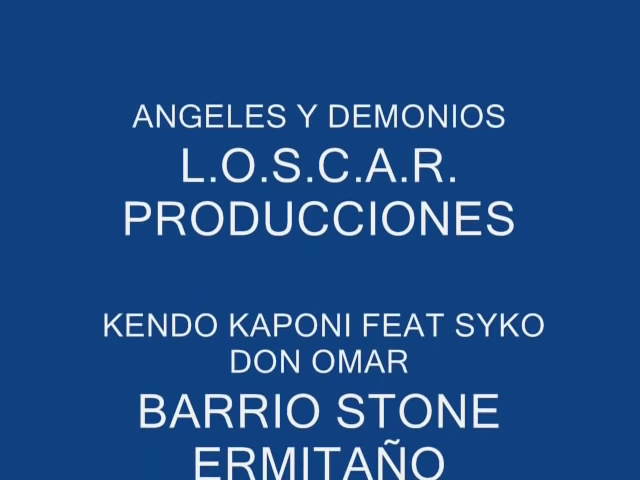 ANGELES Y DEMONIOS
L.O.S.C.A.R.
PRODUCCIONES
KENDO KAPONI FEAT SYKO
DON OMAR
BARRIO STONE
ERMITAÑO